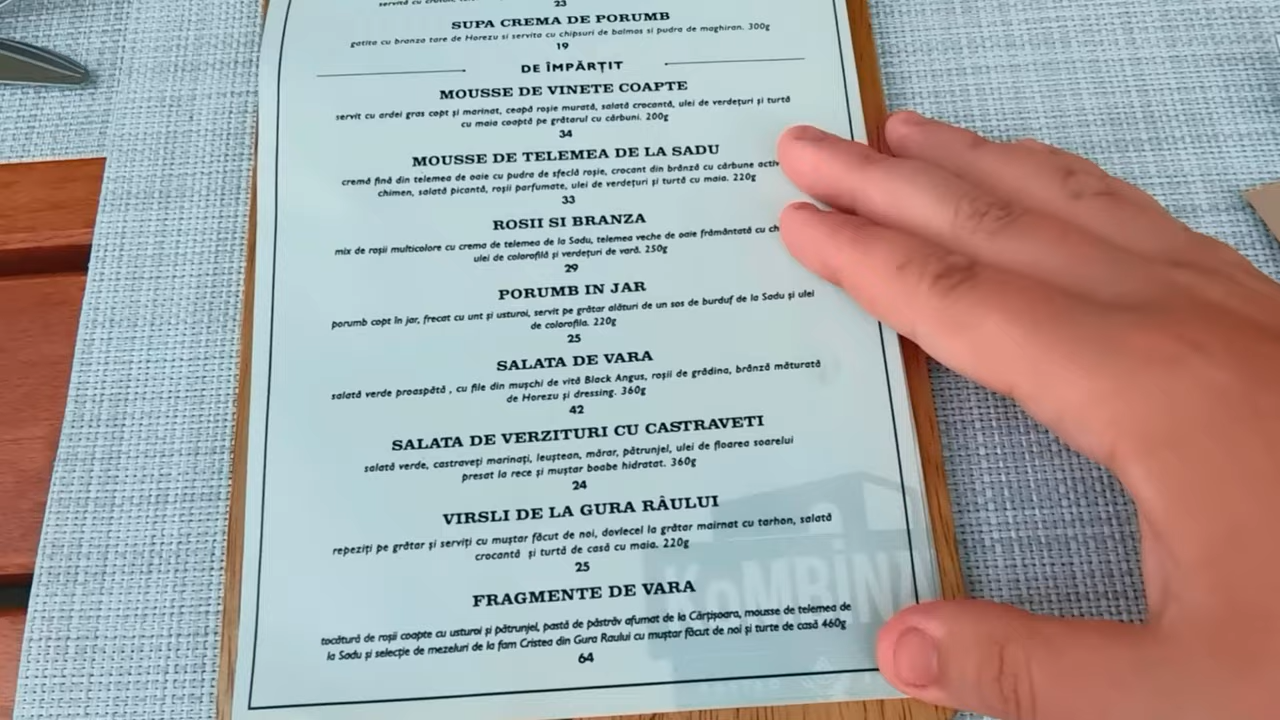 servită cu
23
SUPA CREMA DE PORUMB
gatita cu branza tare de Horezu si servita cu chipsuri de balmos si pudra de maghiran. 300g
19
DE ÎMPĂRȚIT
MOUSSE DE VINETE COAPTE
servit cu ardei gras copt și marinat, ceapă roșie murată, salată crocantă, ulei de verdețuri și turtă
cu maia coaptă pe grătarul cu cărbuni. 200g
34
MOUSSE DE TELEMEA DE LA SADU
cremă fină din telemea de oaie cu pudra de sfeclă roșie, crocant din brânză cu cărbune
chimen, salată picantă, roșii parfumate, ulei de verdețuri și turtă cu maia. 220g
33
ROSII SI BRANZA
mix de roșii multicolore cu crema de telemea de la Sadu, telemea veche de oaie frământată cu
ulei de colorofilă și verdețuri de vară. 250g
29
PORUMB IN JAR
porumb copt în jar, frecat cu unt și usturoi, servit pe grătar alături de un sos de burduf de la Sadu și ulei
de colorofila. 220g
25
SALATA DE VARA
salată verde proaspătă , cu file din mușchi de vită Black Angus, roșii de grădina, brânză măturată
de Horezu și dressing. 360g
42
SALATA DE VERZITURI CU CASTRAVETI
salată verde, castraveți marinați, leuștean, mărar, pătrunjel, ulei de floarea soarelui
presat la rece și muștar boabe hidratat. 360g
24
VIRSLI DE LA GURA RÂULUI
repeziți pe grătar și serviți cu muștar făcut de noi, dovlecel la grătar mairnat cu tarhon, salată
crocantă și turtă de casă cu maia. 220g
25
FRAGMENTE DE VARA
tocătură de roșii coapte cu usturoi și pătrunjel, pastă de păstrăv afumat de la Cârțișoara, mousse de telemea de
la Sadu și selecție de mezeluri de la fam Cristea din Gura Raului cu muștar făcut de noi și turte de casă 460g
64